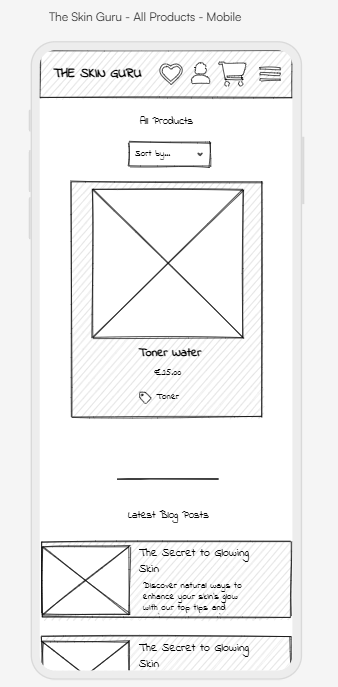 The Skin Guru - All Products - Mobile
THE SKIN GURU
All Products
Sort by...
Toner Water
€25.00
Toner
Latest Blog Posts
The Secret to Glowing
Skin
Discover natural ways to
enhance your skin's glow
with our top tips and
The Secret to Glowing
Skin